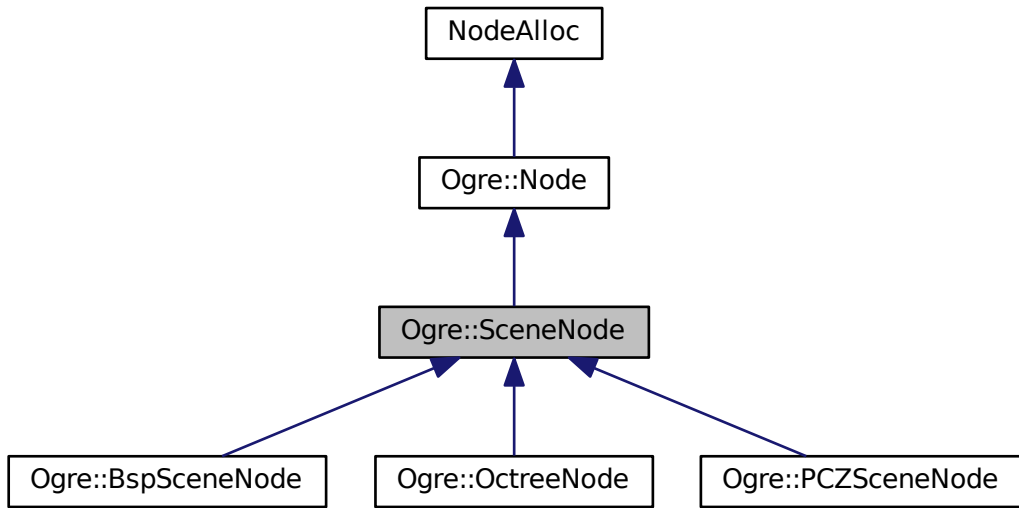 NodeAlloc
Ogre::Node
Ogre::SceneNode
Ogre::BspSceneNode
Ogre::OctreeNode
Ogre::PCZSceneNode